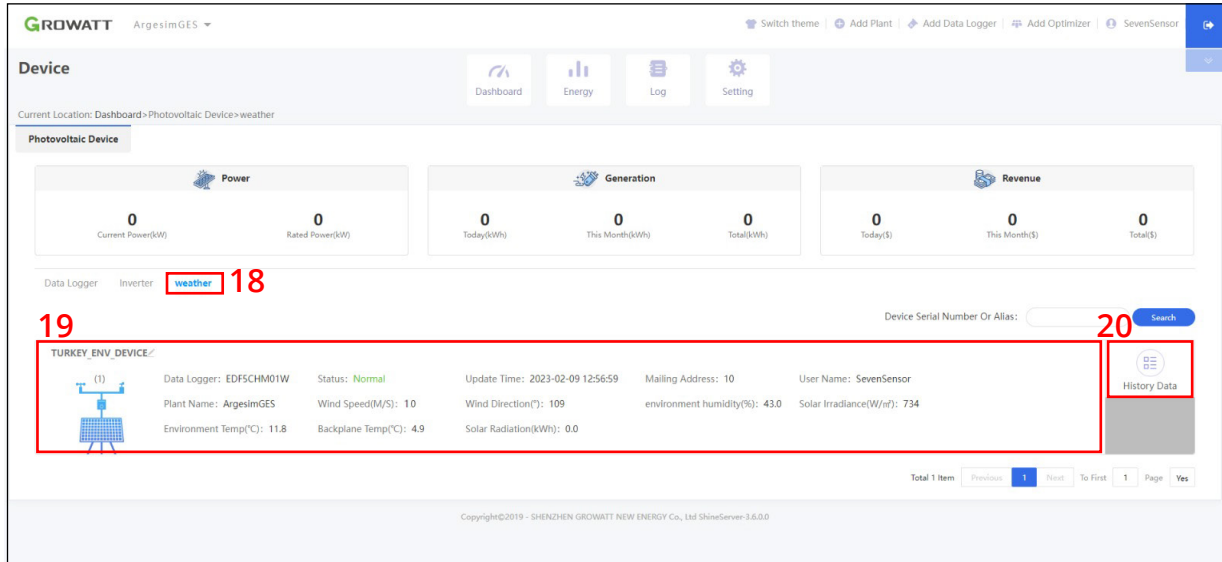 GROWATT ArgesimGES Switch theme Add Plant Add Data Logger Add Optimizer SevenSensor
Device
Dashboard Energy Log Setting
Current Location: Dashboard>Photovoltaic Device>weather
Photovoltaic Device
Power Generation Revenue
0 0 0 0 0 0 0 0
Current Power(kW) Rated Power(kW) Today(kWh) This Month(kWh) Total(kWh) Today($) This Month($) Total($)
Data Logger Inverter weather 18
Device Serial Number Or Alias: Search
19 20
TURKEY_ENV_DEVICE
(1) Data Logger: EDF5CHM01W Status: Normal Update Time: 2023-02-09 12:56:59 Mailing Address: 10 User Name: SevenSensor History Data
Plant Name: ArgesimGES Wind Speed(M/S): 10 Wind Direction(°): 109 environment humidity(%): 43.0 Solar Irradiance(W/㎡): 734
Environment Temp(℃): 11.8 Backplane Temp(℃): 4.9 Solar Radiation(kWh): 0.0
Total 1 Item Previous 1 Next To First 1 Page Yes
Copyright©2019 - SHENZHEN GROWATT NEW ENERGY Co., Ltd ShineServer-3.6.0.0